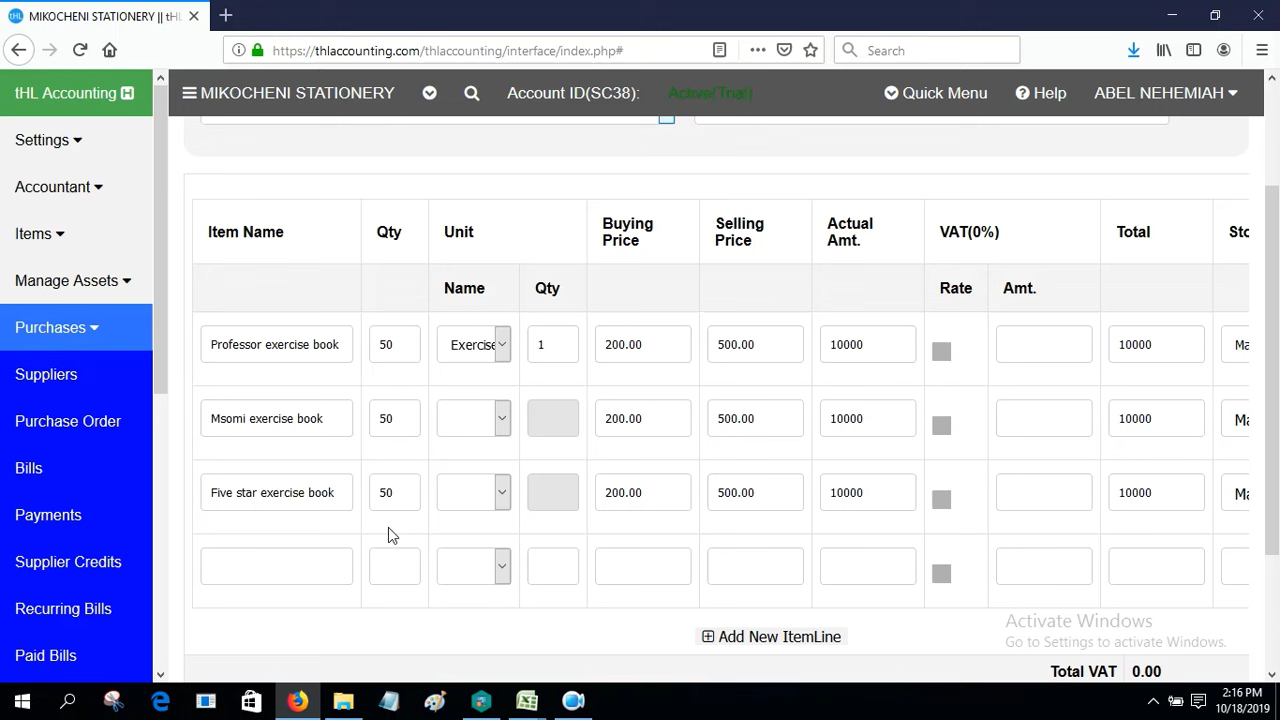 MIKOCHENI STATIONERY || tHL
https://thlaccounting.com/thlaccounting/interface/index.php#
Search
tHL Accounting
MIKOCHENI STATIONERY
Account ID(SC38):
Active(Trial)
Quick Menu
Help
ABEL NEHEMIAH
Settings
Accountant
Items
Manage Assets
Purchases
Suppliers
Purchase Order
Bills
Payments
Supplier Credits
Recurring Bills
Paid Bills
Item Name Qty Unit Buying Price Selling Price Actual Amt. VAT(0%) Total Sto
Name Qty Rate Amt.
Professor exercise book 50 Exercise 1 200.00 500.00 10000 10000 Ma
Msomi exercise book 50 200.00 500.00 10000 10000 Ma
Five star exercise book 50 200.00 500.00 10000 10000 Ma
Add New ItemLine
Total VAT 0.00
Activate Windows
Go to Settings to activate Windows.
2:16 PM
10/18/2019